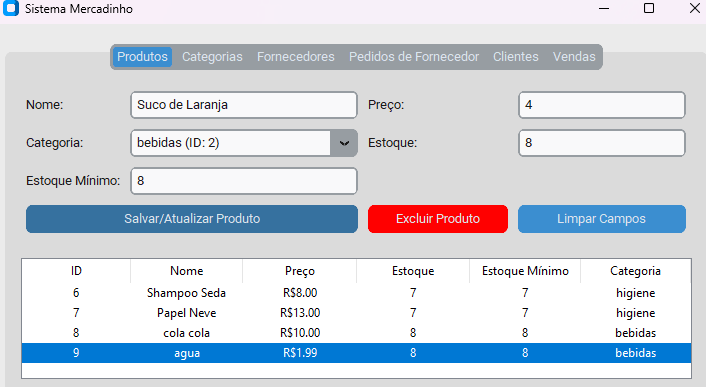 Sistema Mercadinho
Produtos Categorias Fornecedores Pedidos de Fornecedor Clientes Vendas
Nome: Suco de Laranja Preço: 4
Categoria: bebidas (ID: 2) Estoque: 8
Estoque Mínimo: 8
Salvar/Atualizar Produto Excluir Produto Limpar Campos
ID Nome Preço Estoque Estoque Mínimo Categoria
6 Shampoo Seda R$8.00 7 7 higiene
7 Papel Neve R$13.00 7 7 higiene
8 cola cola R$10.00 8 8 bebidas
9 agua R$1.99 8 8 bebidas